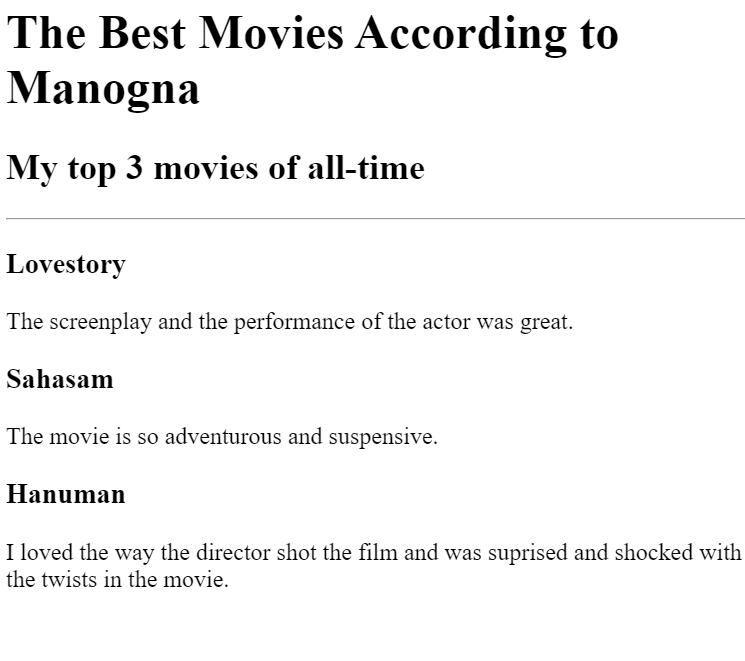 The Best Movies According to
Manogna
My top 3 movies of all-time
Lovestory
The screenplay and the performance of the actor was great.
Sahasam
The movie is so adventurous and suspensive.
Hanuman
I loved the way the director shot the film and was suprised and shocked with
the twists in the movie.